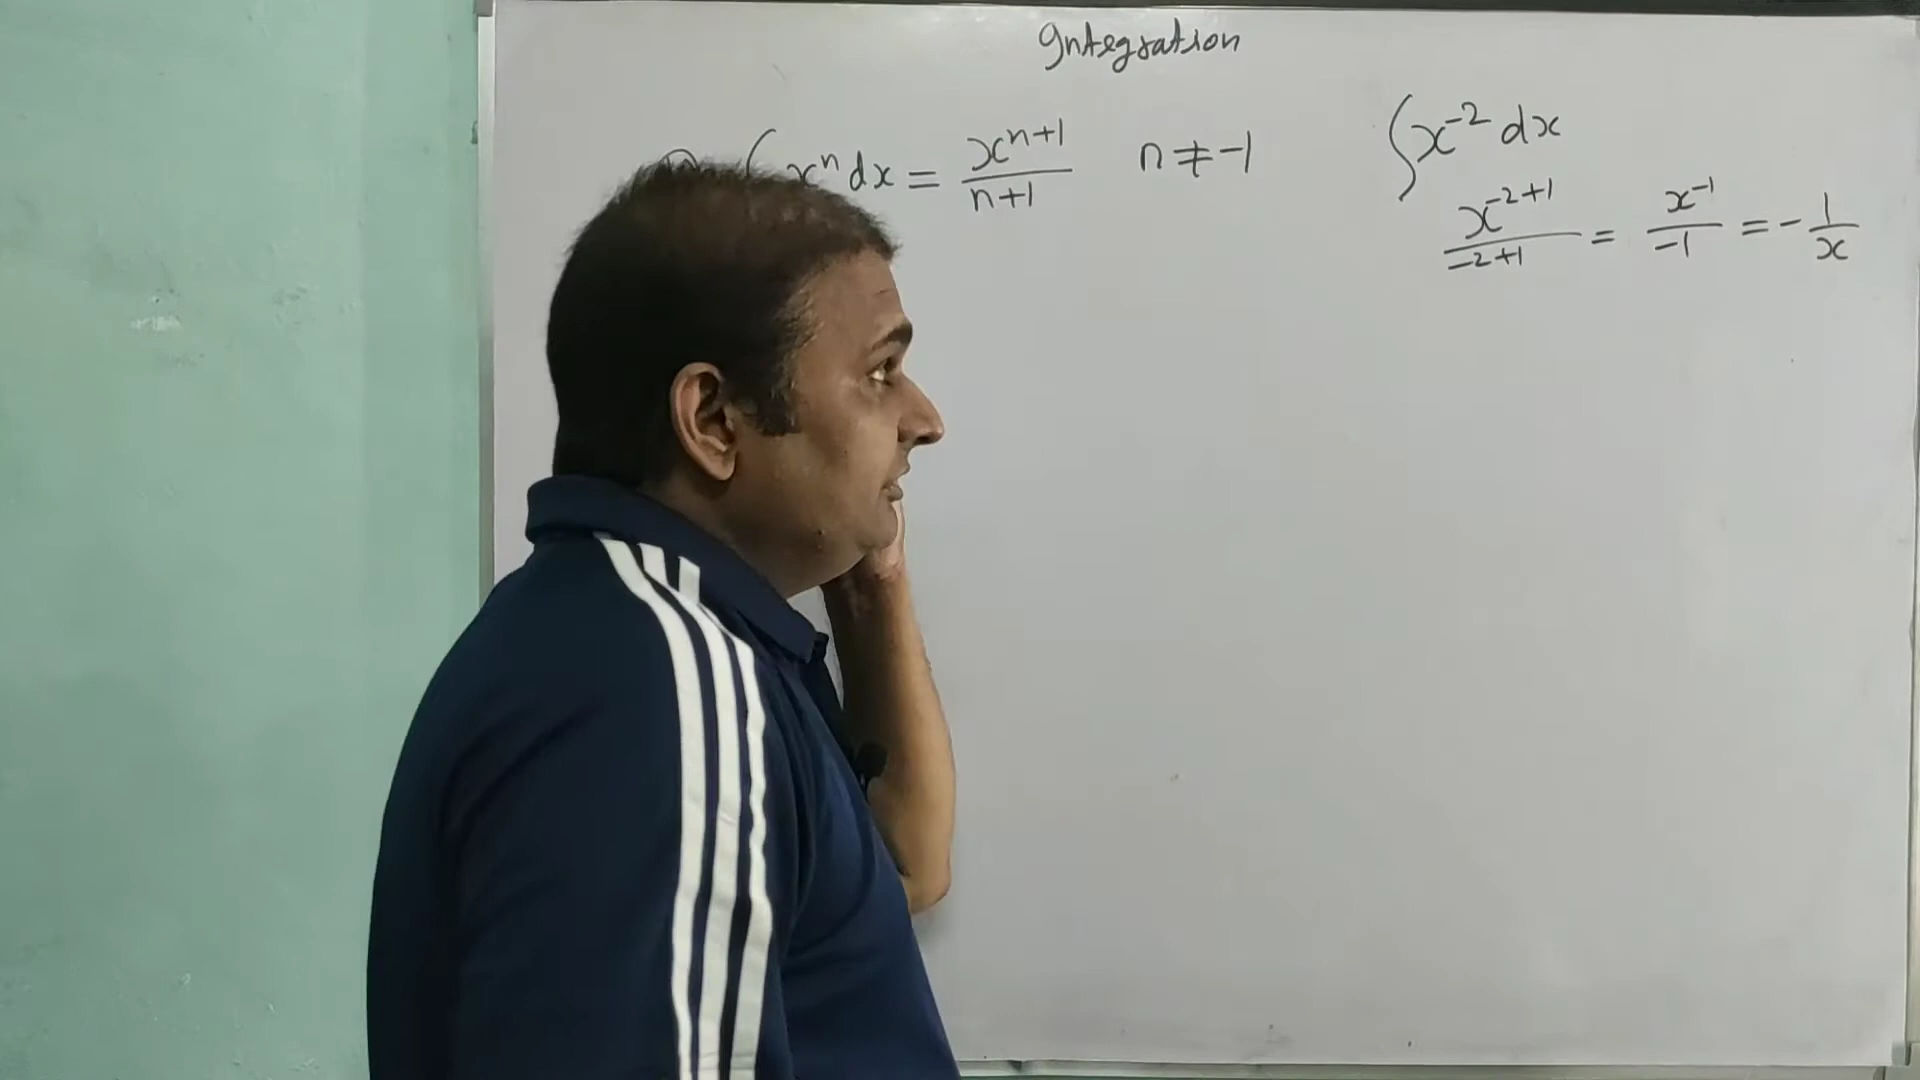 Integration
∫xⁿ dx = xⁿ⁺¹/n+1   n ≠ -1
∫x⁻² dx
x⁻²⁺¹/-2+1 = x⁻¹/-1 = -1/x